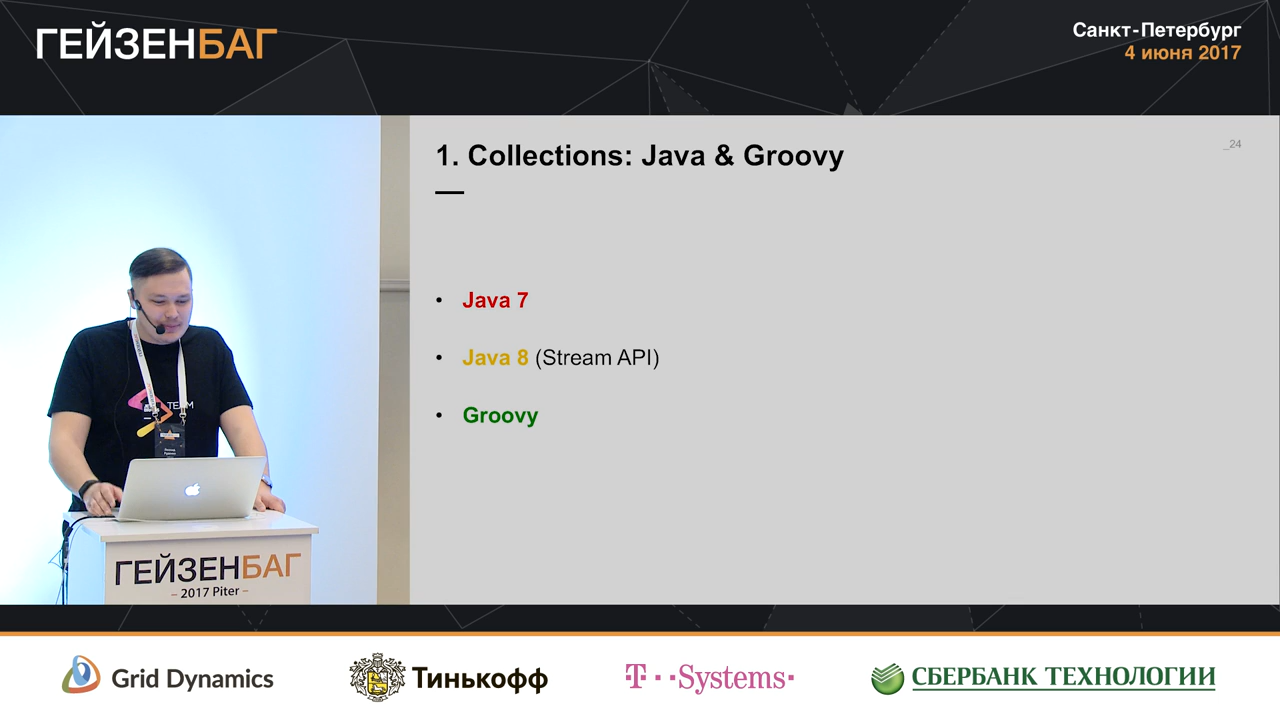 ГЕЙЗЕНБАГ
Санкт-Петербург
4 июня 2017
1. Collections: Java & Groovy
_24
• Java 7
• Java 8 (Stream API)
• Groovy
TEAM
ГЕЙЗЕНБАГ
- 2017 Piter -
Grid Dynamics
Тинькофф
T··Systems·
СБЕРБАНК ТЕХНОЛОГИИ